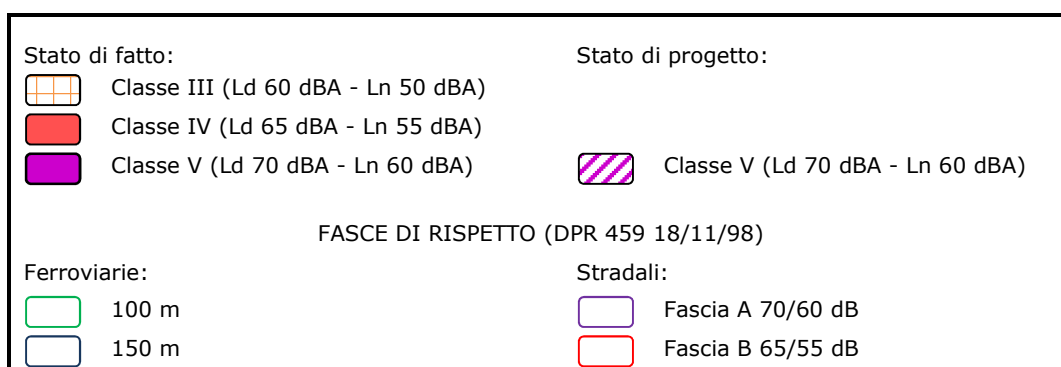 Stato di fatto: Stato di progetto:
Classe III (Ld 60 dBA - Ln 50 dBA)
Classe IV (Ld 65 dBA - Ln 55 dBA)
Classe V (Ld 70 dBA - Ln 60 dBA) Classe V (Ld 70 dBA - Ln 60 dBA)
FASCE DI RISPETTO (DPR 459 18/11/98)
Ferroviarie: Stradali:
100 m Fascia A 70/60 dB
150 m Fascia B 65/55 dB